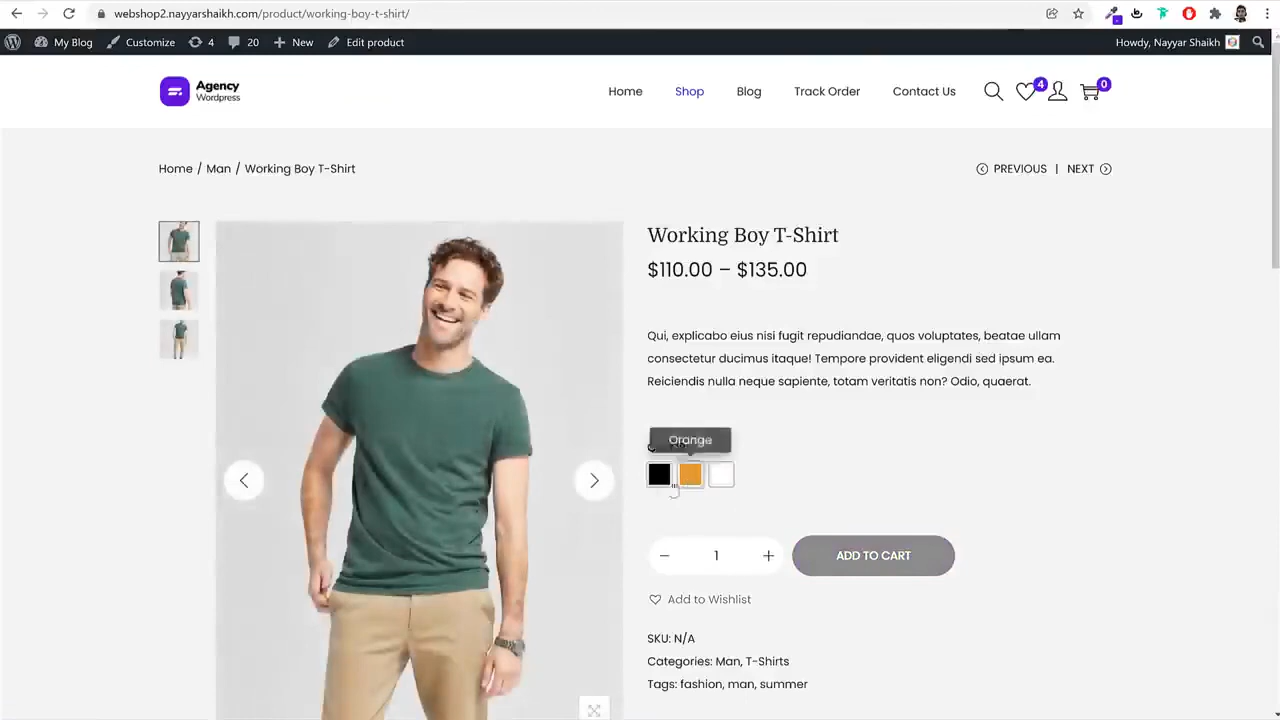 webshop2.nayyarshaikh.com/product/working-boy-t-shirt/
My Blog Customize 4 20 New Edit product Howdy, Nayyar Shaikh
Agency
Wordpress
Home Shop Blog Track Order Contact Us 4 0
Home / Man / Working Boy T-Shirt PREVIOUS | NEXT
Working Boy T-Shirt
$110.00 – $135.00
Qui, explicabo eius nisi fugit repudiandae, quos voluptates, beatae ullam
consectetur ducimus itaque! Tempore provident eligendi sed ipsum ea.
Reiciendis nulla neque sapiente, totam veritatis non? Odio, quaerat.
Orange
1 ADD TO CART
Add to Wishlist
SKU: N/A
Categories: Man, T-Shirts
Tags: fashion, man, summer